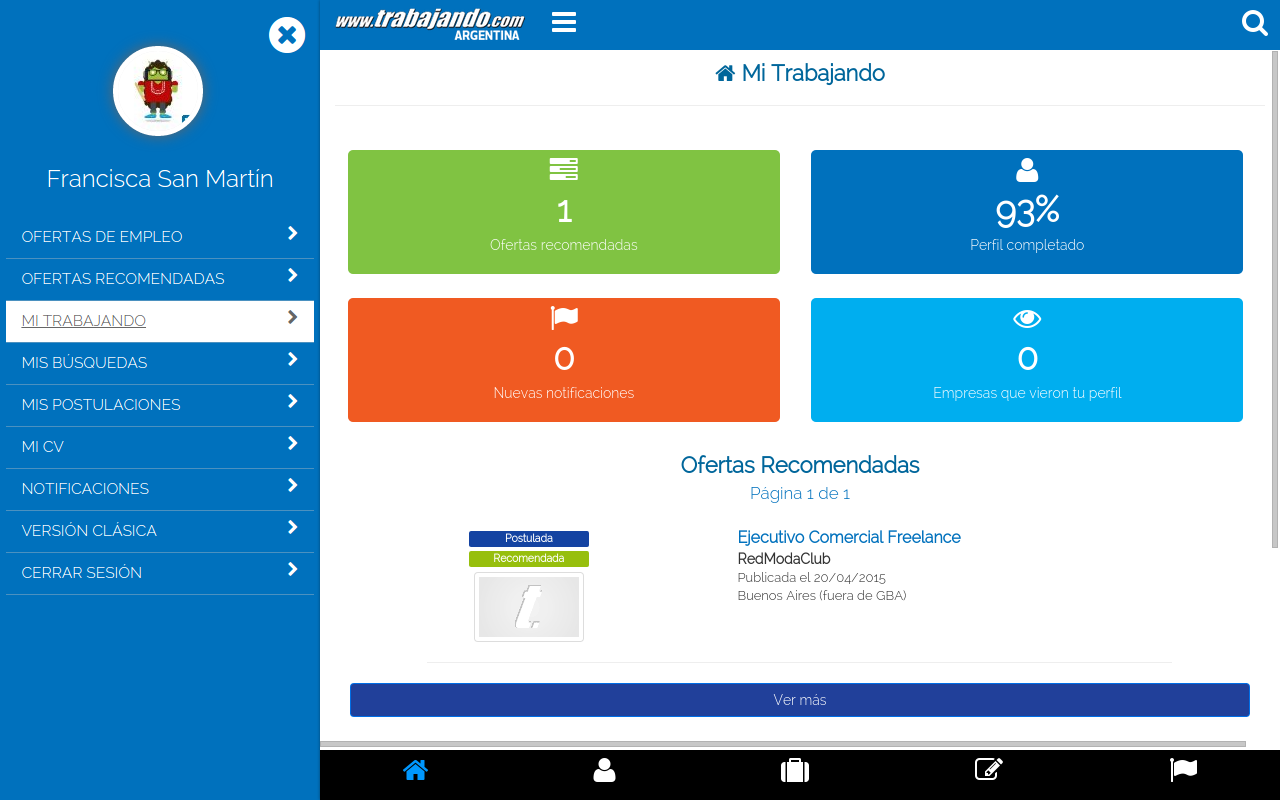 Francisca San Martín
OFERTAS DE EMPLEO
OFERTAS RECOMENDADAS
MI TRABAJANDO
MIS BÚSQUEDAS
MIS POSTULACIONES
MI CV
NOTIFICACIONES
VERSIÓN CLÁSICA
CERRAR SESIÓN
www.trabajando.com
ARGENTINA
Mi Trabajando
1
Ofertas recomendadas
93%
Perfil completado
0
Nuevas notificaciones
0
Empresas que vieron tu perfil
Ofertas Recomendadas
Página 1 de 1
Postulada
Recomendada
t
Ejecutivo Comercial Freelance
RedModaClub
Publicada el 20/04/2015
Buenos Aires (fuera de GBA)
Ver más